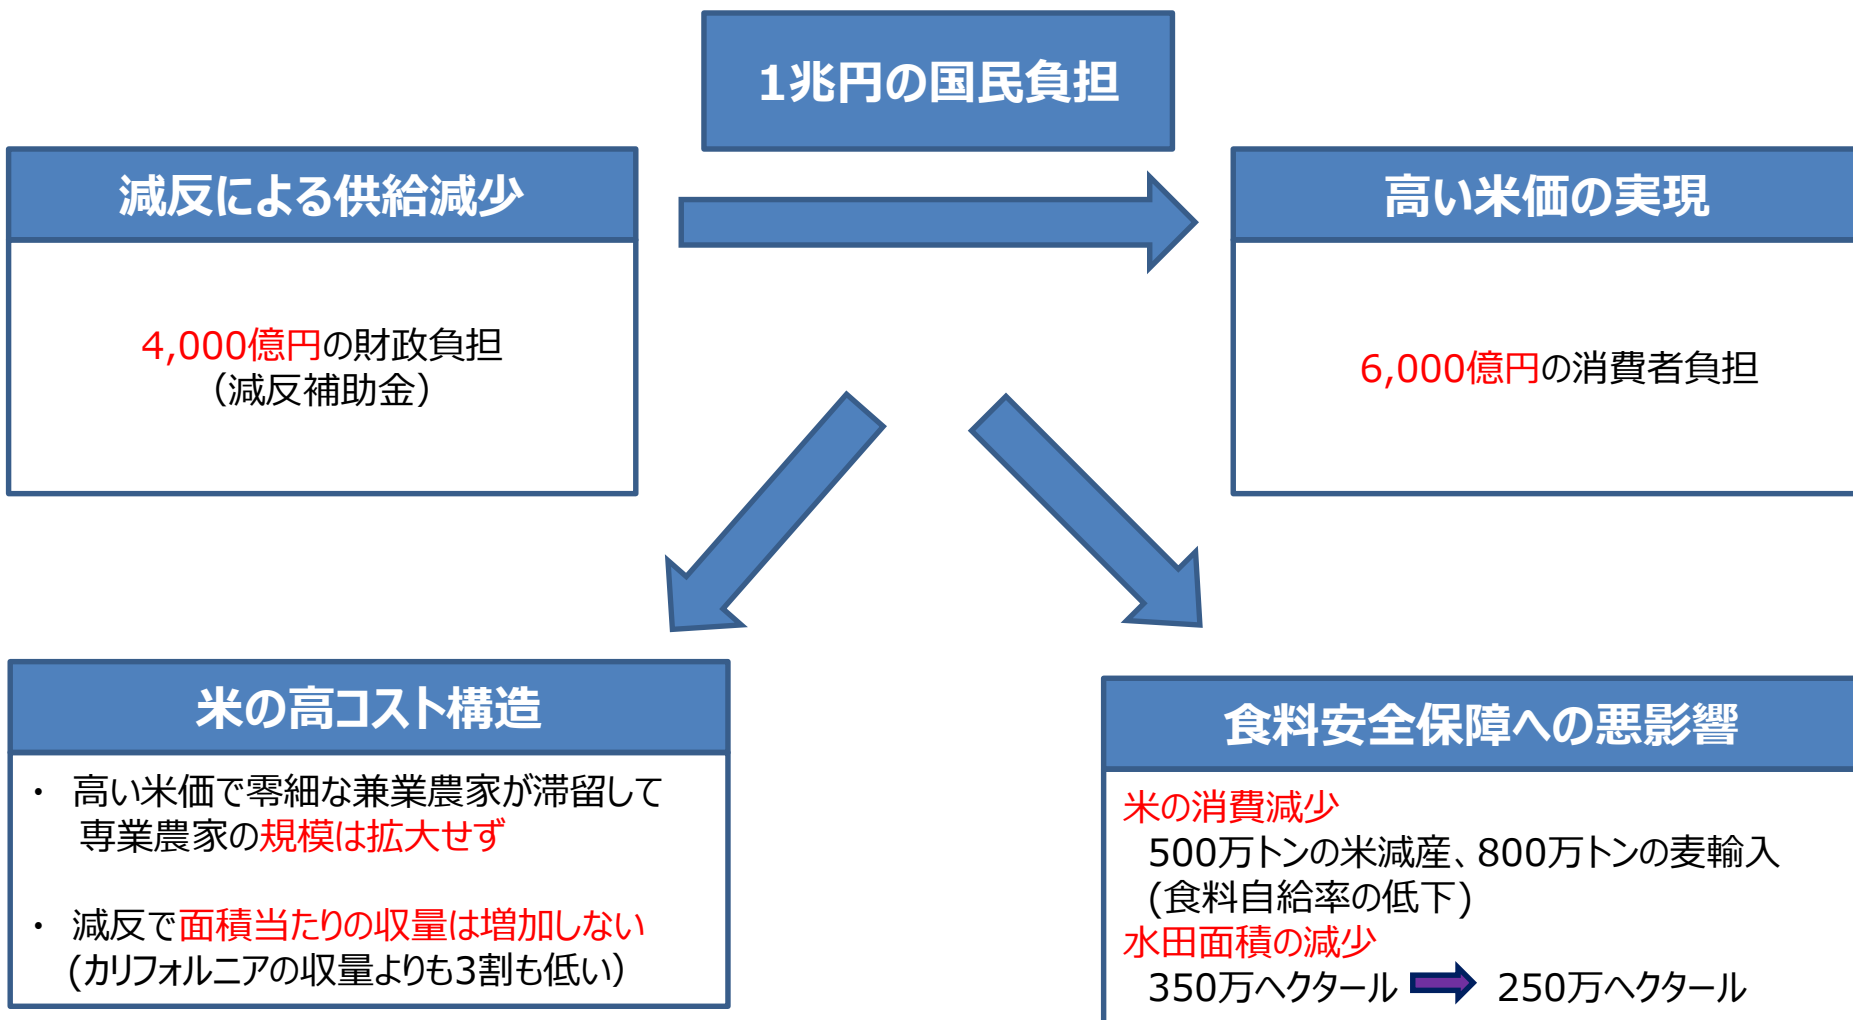 1兆円の国民負担
減反による供給減少
4,000億円の財政負担
（減反補助金）
高い米価の実現
6,000億円の消費者負担
米の高コスト構造
・ 高い米価で零細な兼業農家が滞留して
専業農家の規模は拡大せず
・ 減反で面積当たりの収量は増加しない
(カリフォルニアの収量よりも3割も低い）
食料安全保障への悪影響
米の消費減少
500万トンの米減産、800万トンの麦輸入
(食料自給率の低下)
水田面積の減少
350万ヘクタール 250万ヘクタール